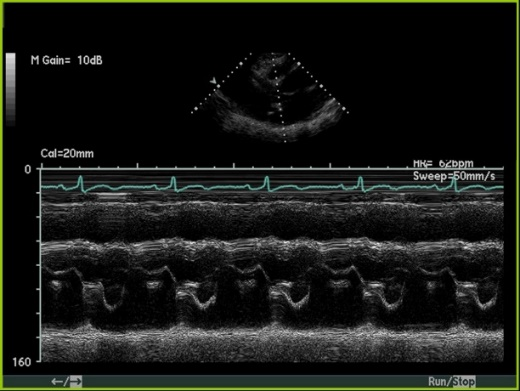 M Gain= 10dB
Cal=20mm
HR= 62bpm
0
Sweep=50mm/s
160
←/→
Run/Stop